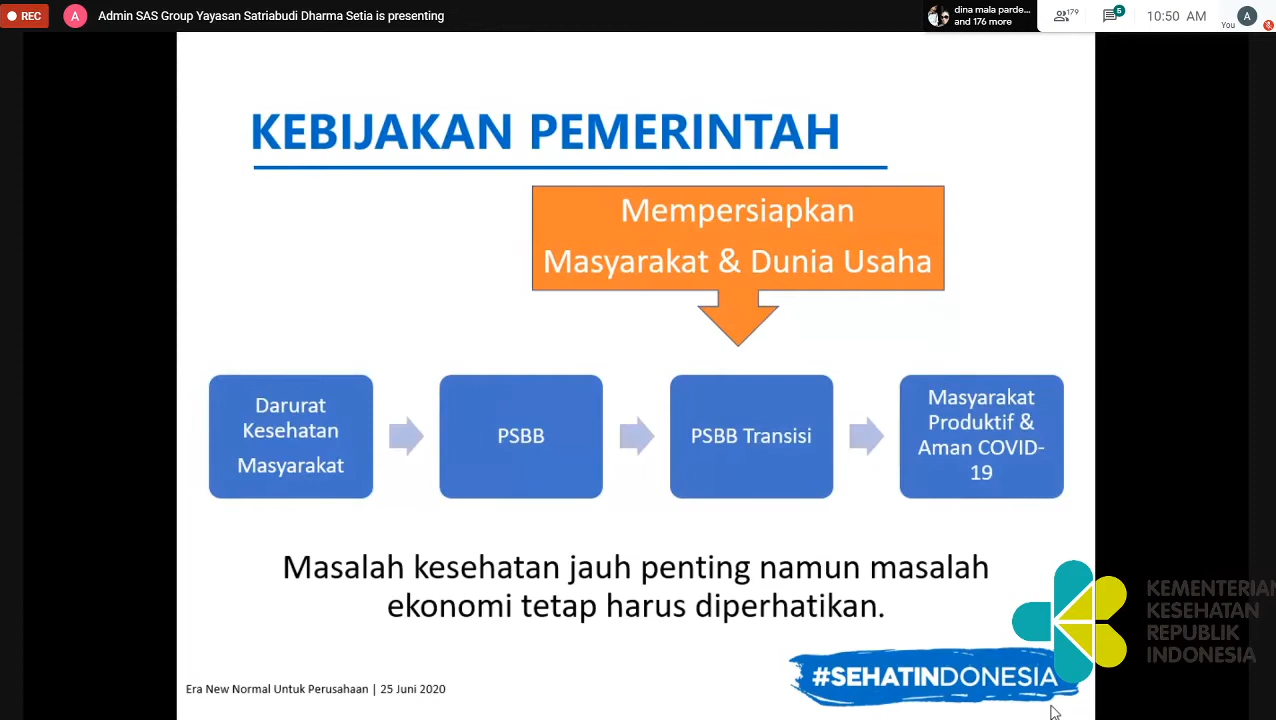 REC
A
Admin SAS Group Yayasan Satriabudi Dharma Setia is presenting
dina mala parde...
and 176 more
179
5
10:50 AM
You
A
KEBIJAKAN PEMERINTAH
Mempersiapkan
Masyarakat & Dunia Usaha
Darurat
Kesehatan
Masyarakat
PSBB
PSBB Transisi
Masyarakat
Produktif &
Aman COVID-
19
Masalah kesehatan jauh penting namun masalah
ekonomi tetap harus diperhatikan.
KEMENTERIAN
KESEHATAN
REPUBLIK
INDONESIA
#SEHATINDONESIA
Era New Normal Untuk Perusahaan | 25 Juni 2020